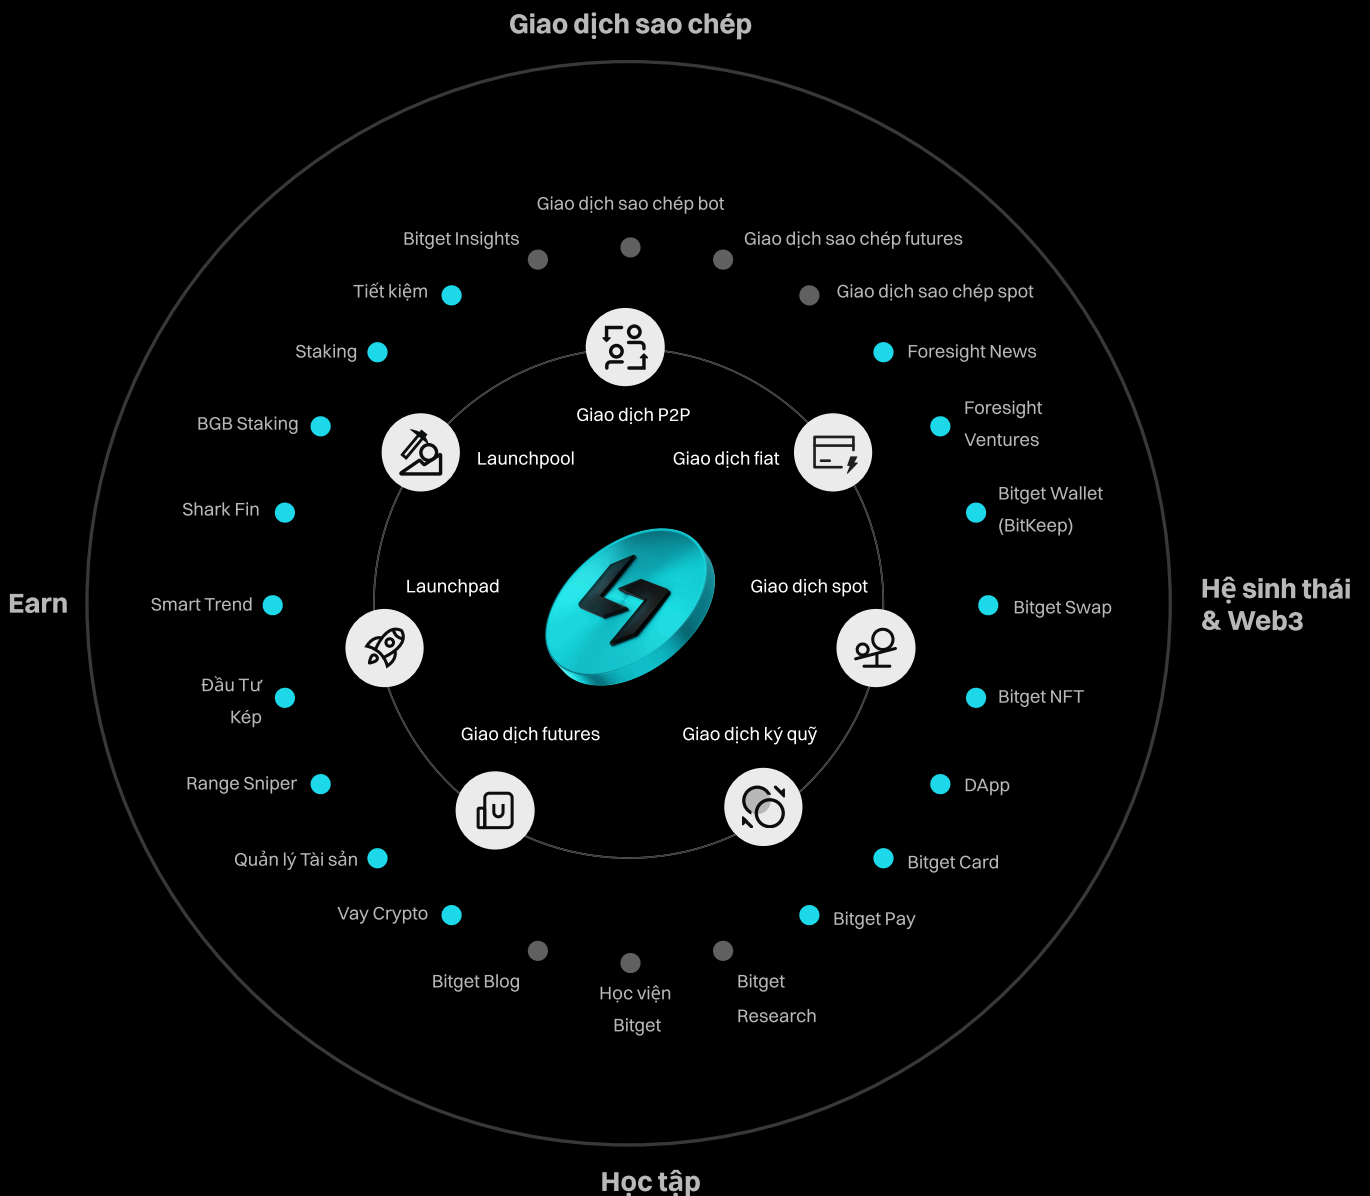 Giao dịch sao chép
Giao dịch sao chép bot
Bitget Insights
Giao dịch sao chép futures
Tiết kiệm
Giao dịch sao chép spot
Staking
Foresight News
BGB Staking
Foresight
Ventures
Giao dịch P2P
Launchpool
Giao dịch fiat
Shark Fin
Bitget Wallet
(BitKeep)
Launchpad
Giao dịch spot
Earn
Smart Trend
Bitget Swap
Hệ sinh thái
& Web3
Đầu Tư
Kép
Bitget NFT
Giao dịch futures
Giao dịch ký quỹ
Range Sniper
DApp
U
Quản lý Tài sản
Bitget Card
Vay Crypto
Bitget Pay
Bitget Blog
Học viện
Bitget
Bitget
Research
Học tập